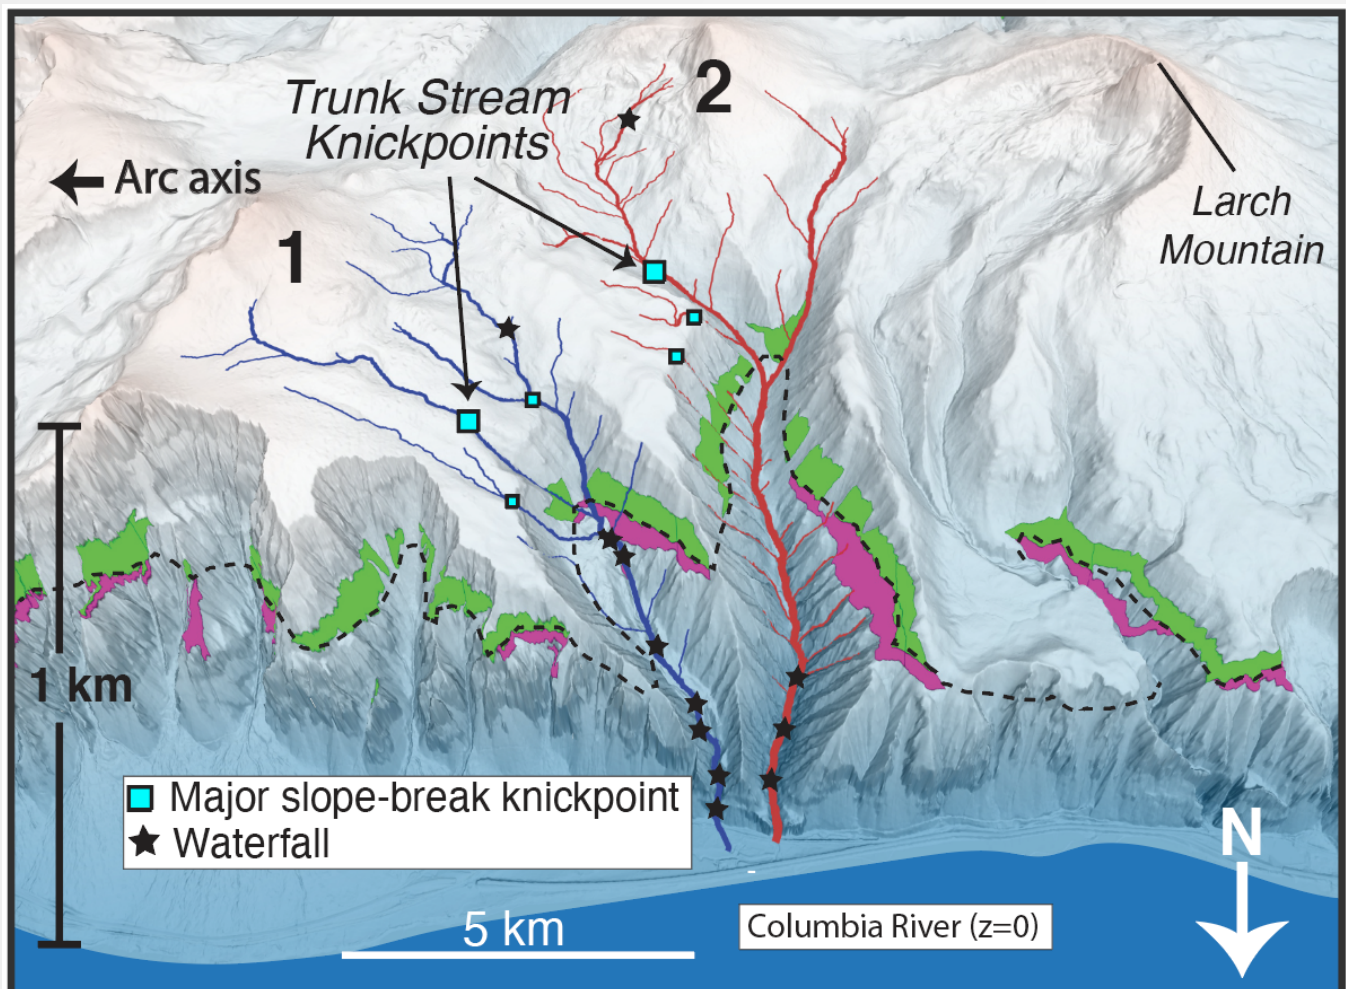 2
Trunk Stream
Knickpoints
Arc axis
Larch
Mountain
1
1 km
Major slope-break knickpoint
Waterfall
N
5 km
Columbia River (z=0)